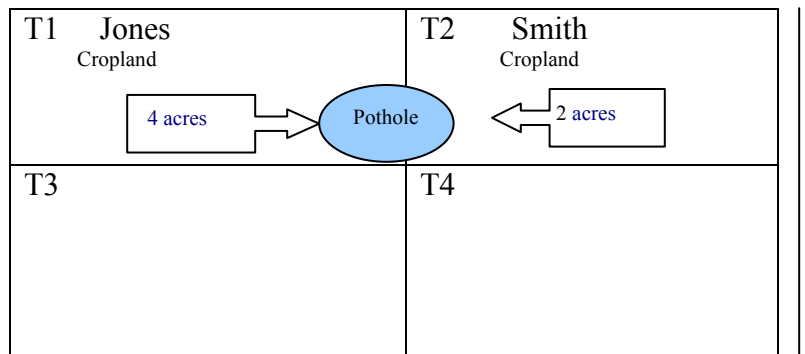 T1 Jones
Cropland
4 acres
Pothole
T2 Smith
Cropland
2 acres
T3
T4